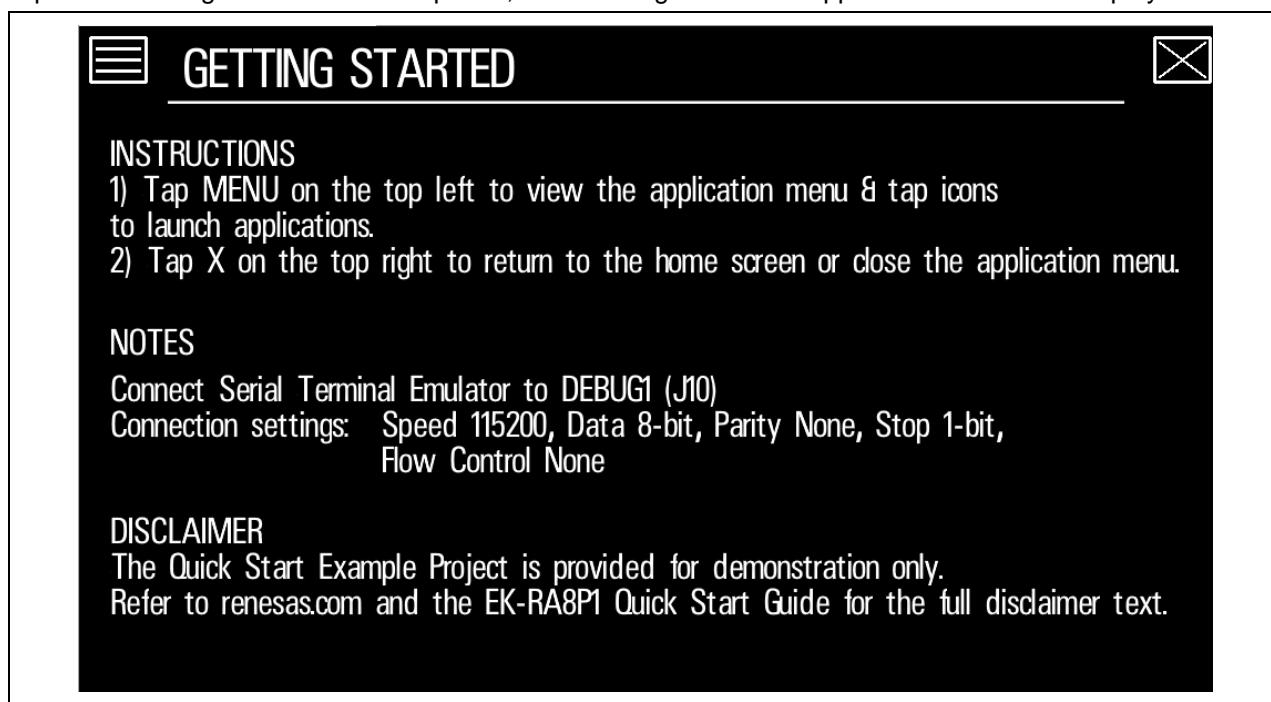 GETTING STARTED
INSTRUCTIONS
1) Tap MENU on the top left to view the application menu & tap icons
to launch applications.
2) Tap X on the top right to return to the home screen or close the application menu.
NOTES
Connect Serial Terminal Emulator to DEBUG1 (J10)
Connection settings: Speed 115200, Data 8-bit, Parity None, Stop 1-bit,
Flow Control None
DISCLAIMER
The Quick Start Example Project is provided for demonstration only.
Refer to renesas.com and the EK-RA8P1 Quick Start Guide for the full disclaimer text.